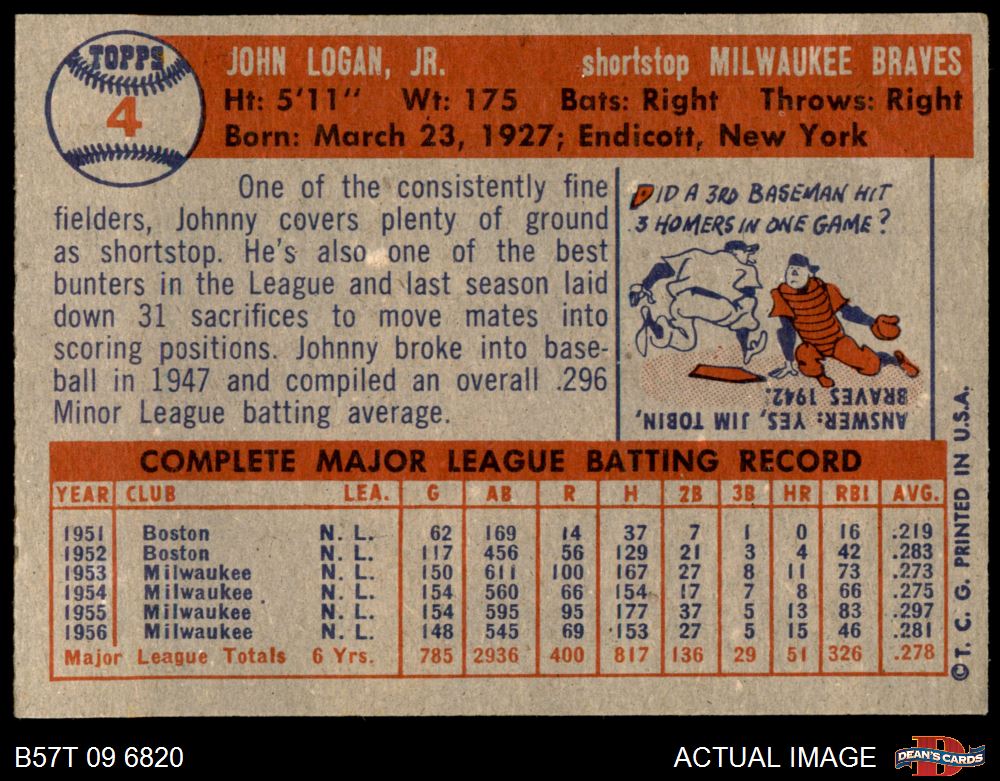 TOPPS
4
JOHN LOGAN, JR. shortstop MILWAUKEE BRAVES
Ht: 5'11" Wt: 175 Bats: Right Throws: Right
Born: March 23, 1927; Endicott, New York
One of the consistently fine
fielders, Johnny covers plenty of ground
as shortstop. He's also one of the best
bunters in the League and last season laid
down 31 sacrifices to move mates into
scoring positions. Johnny broke into base-
ball in 1947 and compiled an overall .296
Minor League batting average.
DID A 3RD BASEMAN HIT
3 HOMERS IN ONE GAME?
ANSWER: YES, JIM TOBIN,
BRAVES 1942.
COMPLETE MAJOR LEAGUE BATTING RECORD
YEAR CLUB LEA. G AB R H 2B 3B HR RBI AVG.
1951 Boston N. L. 62 169 14 37 7 1 0 16 .219
1952 Boston N. L. 117 456 56 129 21 3 4 42 .283
1953 Milwaukee N. L. 150 611 100 167 27 8 11 73 .273
1954 Milwaukee N. L. 154 560 66 154 17 7 8 66 .275
1955 Milwaukee N. L. 154 595 95 177 37 5 13 83 .297
1956 Milwaukee N. L. 148 545 69 153 27 5 15 46 .281
Major League Totals 6 Yrs. 785 2936 400 817 136 29 51 326 .278
©T. C. G. PRINTED IN U.S.A.
B57T 09 6820 ACTUAL IMAGE
DEAN'S CARDS